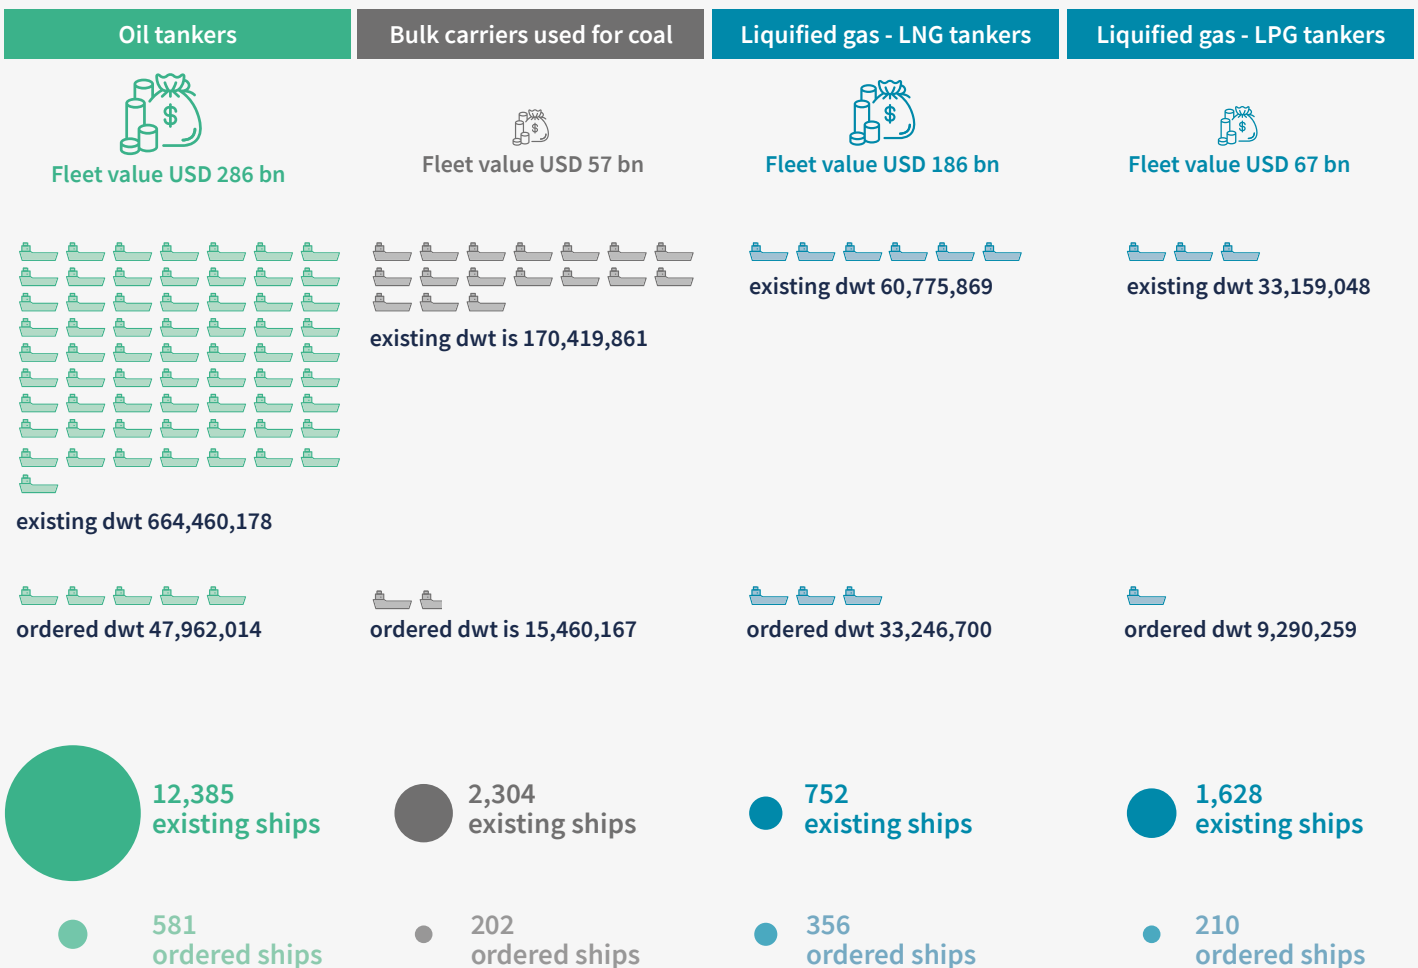 Oil tankers
Bulk carriers used for coal
Liquified gas - LNG tankers
Liquified gas - LPG tankers
$
Fleet value USD 286 bn
$
Fleet value USD 57 bn
$
Fleet value USD 186 bn
$
Fleet value USD 67 bn
existing dwt 664,460,178
existing dwt is 170,419,861
existing dwt 60,775,869
existing dwt 33,159,048
ordered dwt 47,962,014
ordered dwt is 15,460,167
ordered dwt 33,246,700
ordered dwt 9,290,259
12,385
existing ships
2,304
existing ships
752
existing ships
1,628
existing ships
581
ordered ships
202
ordered ships
356
ordered ships
210
ordered ships